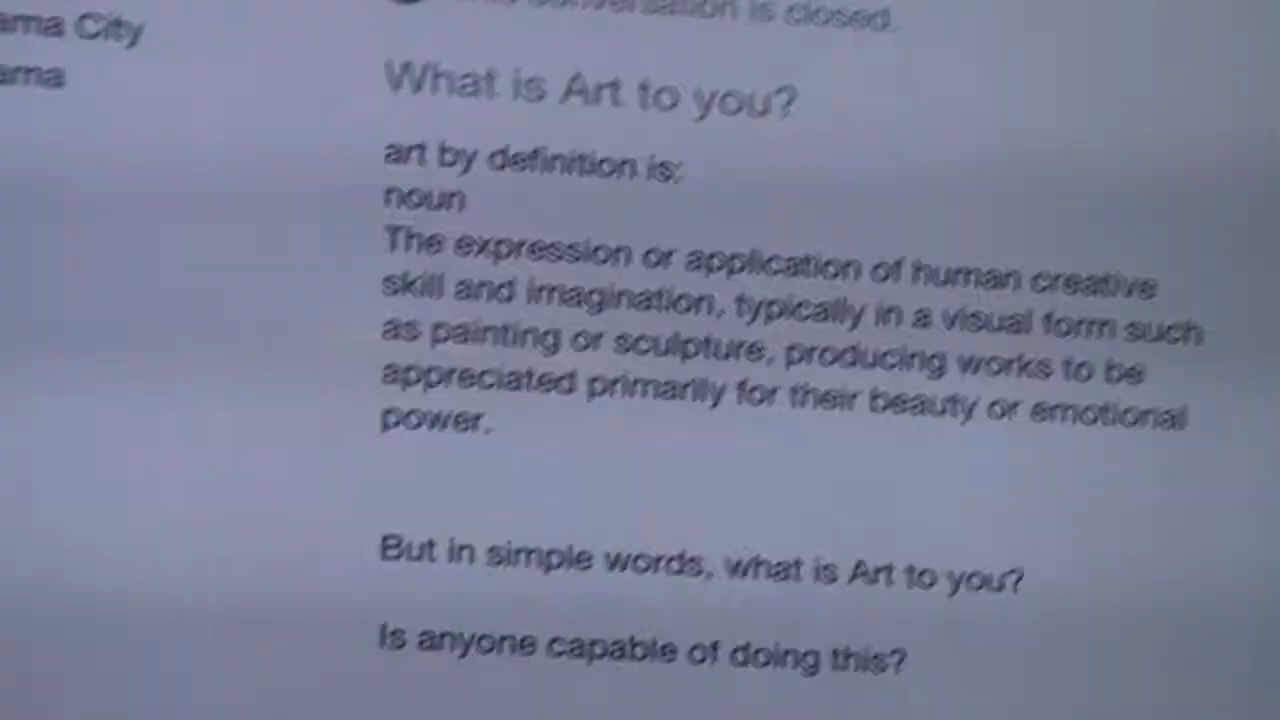 City
conversation is closed.
What is Art to you?
art by definition is:
noun
The expression or application of human creative
skill and imagination, typically in a visual form such
as painting or sculpture, producing works to be
appreciated primarily for their beauty or emotional
power.
But in simple words, what is Art to you?
Is anyone capable of doing this?